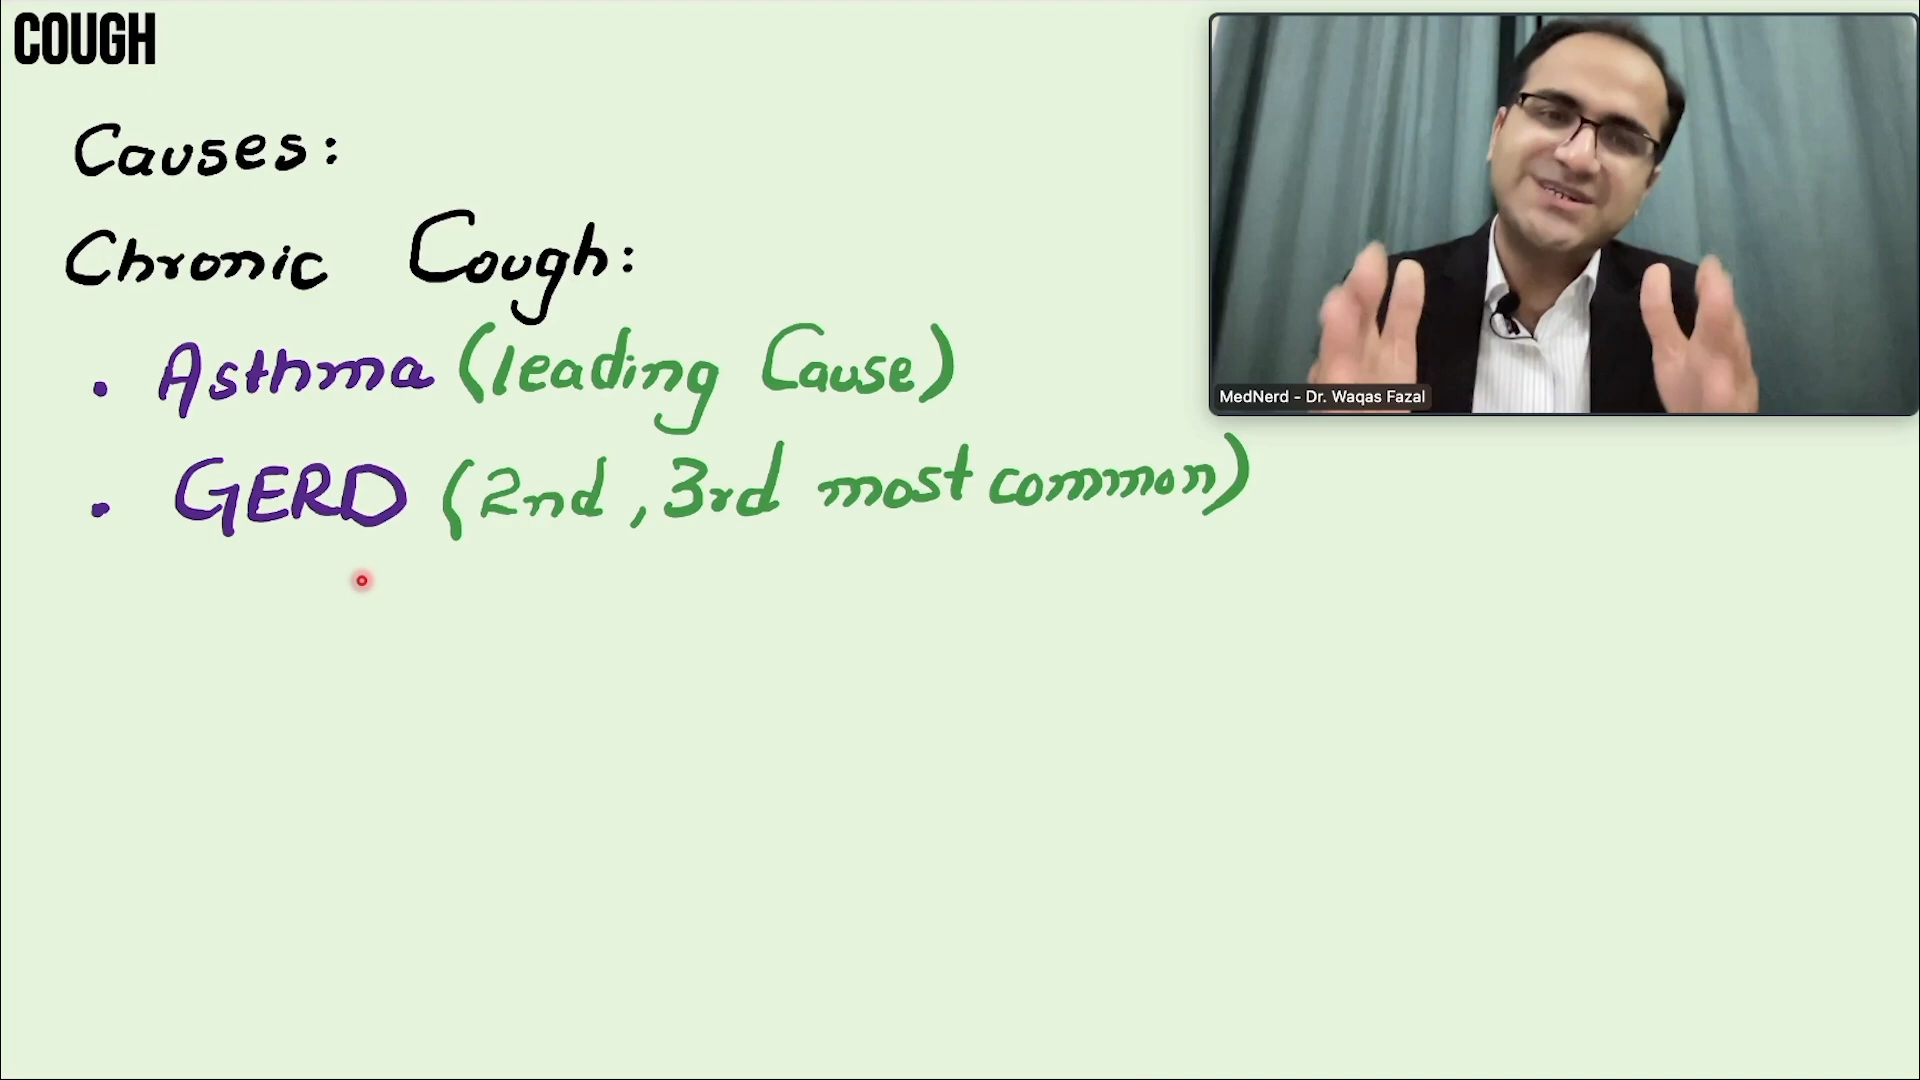 COUGH
Causes:
Chronic Cough:
. Asthma (leading Cause)
. GERD (2nd, 3rd most common)
MedNerd - Dr. Waqas Fazal